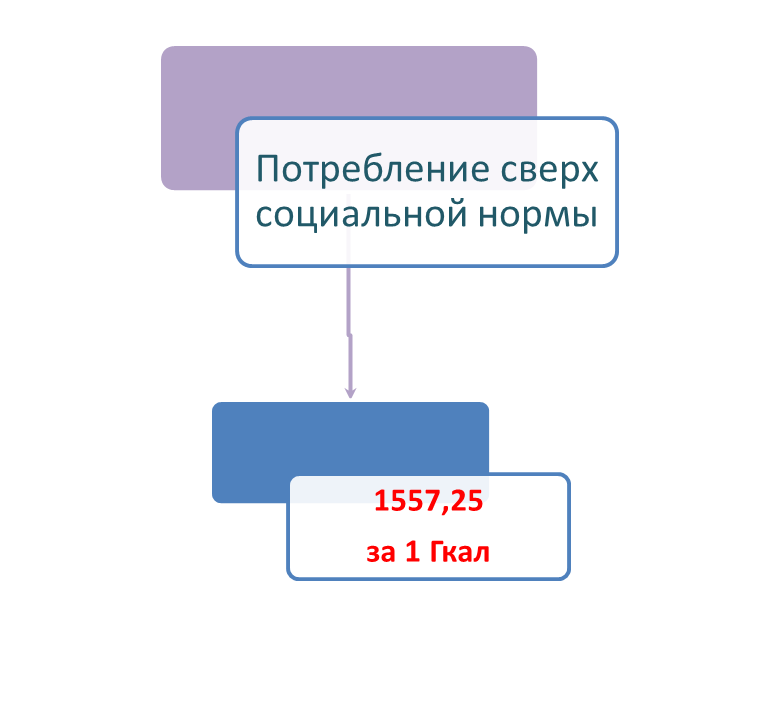 Потребление сверх
социальной нормы
1557,25
за 1 Гкал